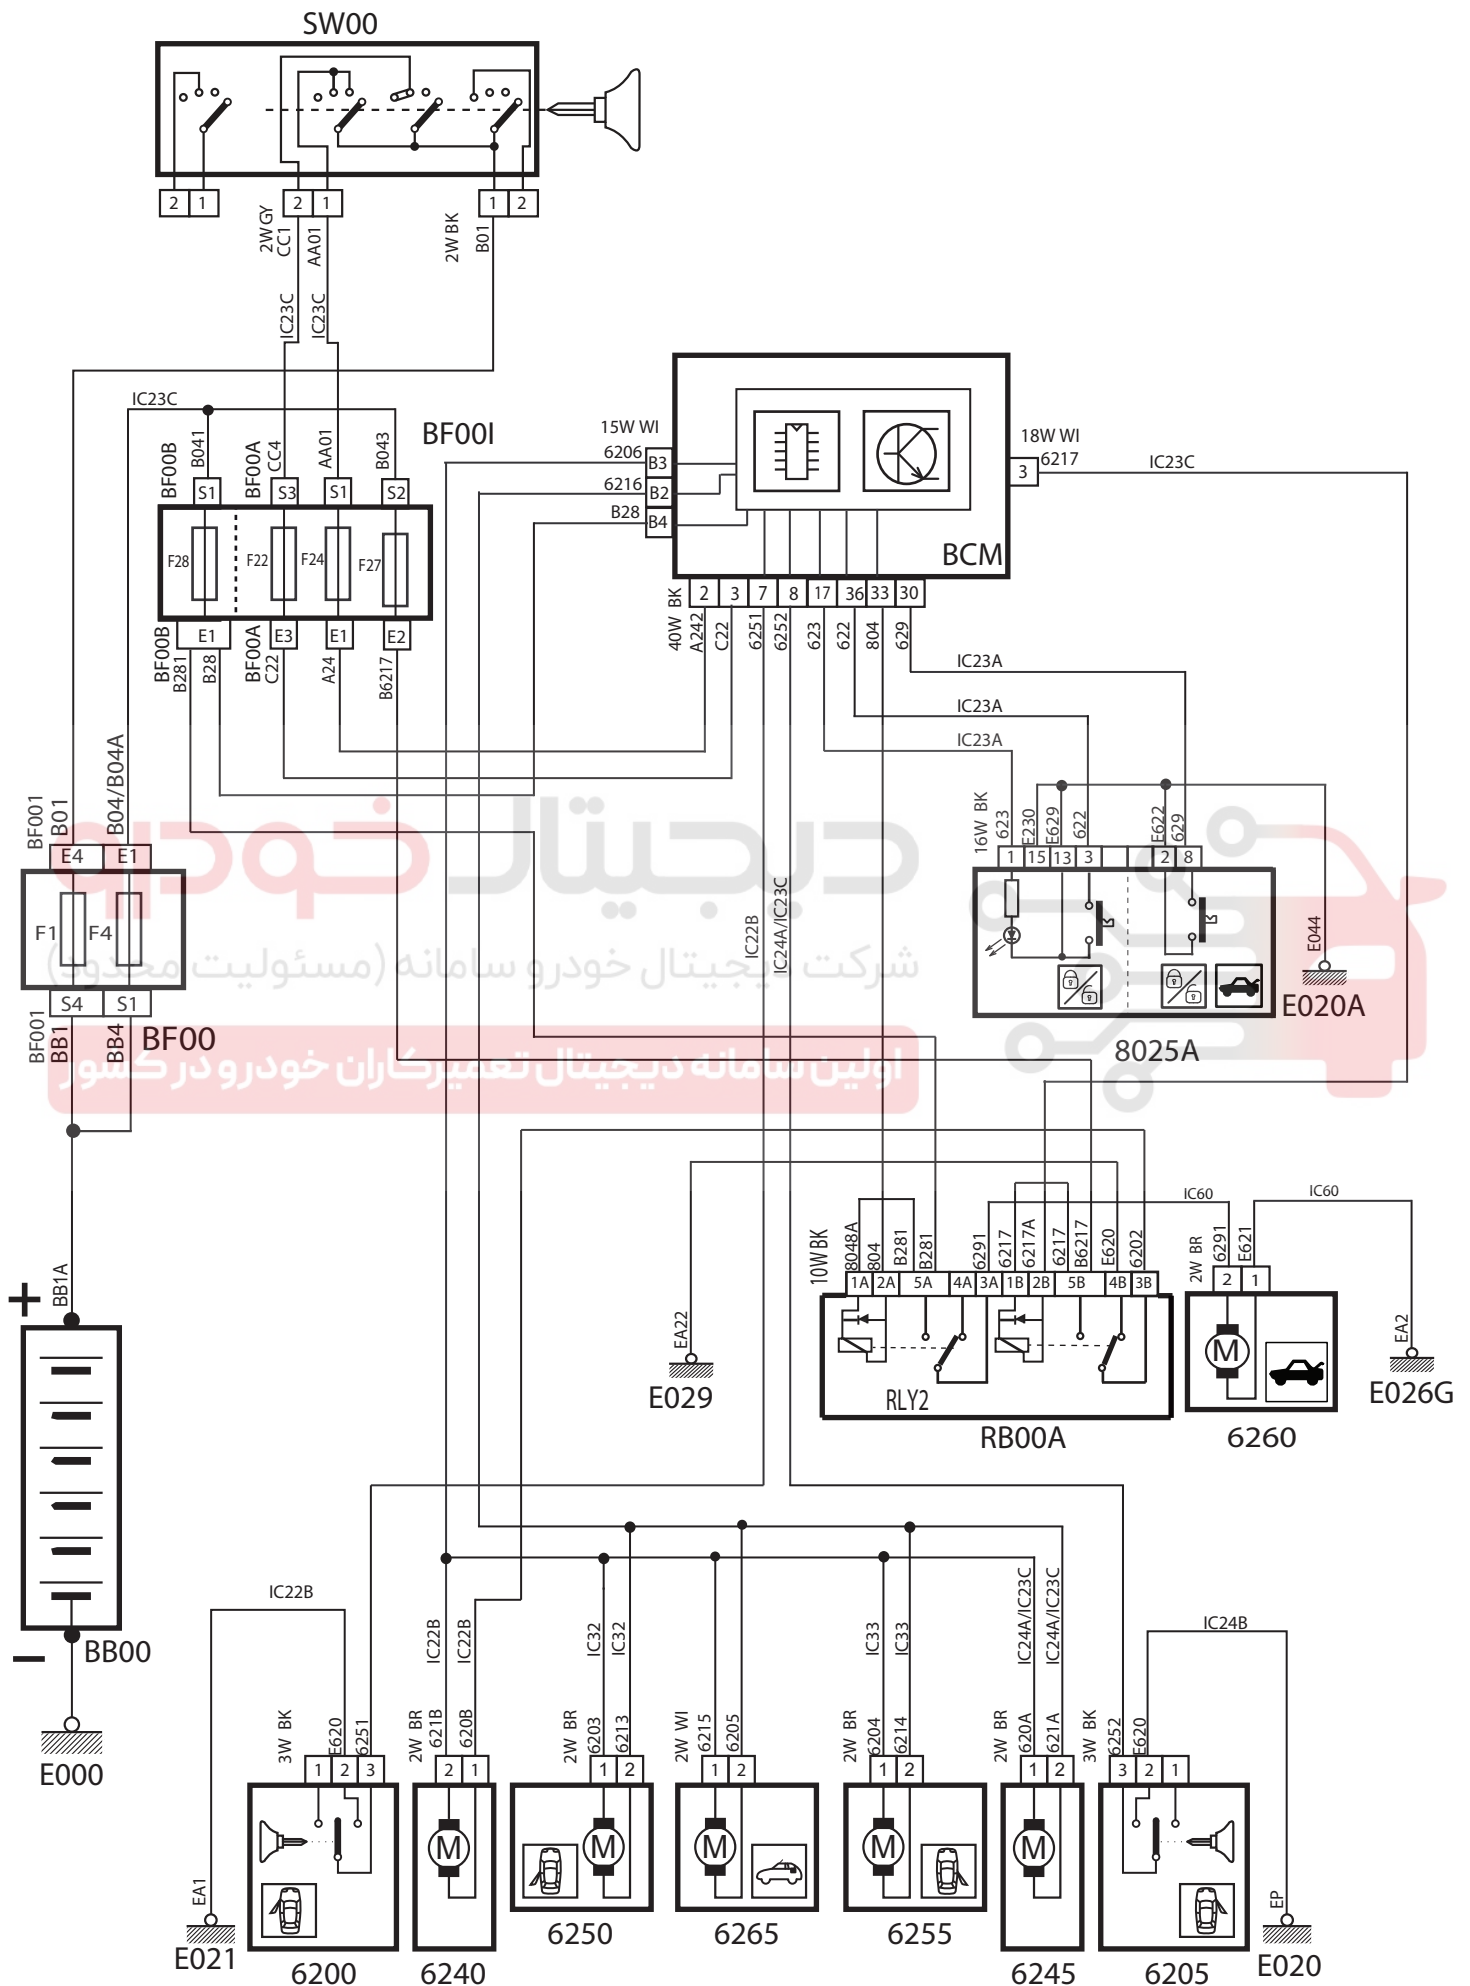 SW00
2 1 2 1 1 2
2W GY
CC1
AA01
2W BK
B01
IC23C
IC23C
IC23C
BF00B
B041
BF00A
CC4
AA01
B043
BF00I
S1 S3 S1 S2
F28 F22 F24 F27
E1 E3 E1 E2
BF00B
B281
B28
BF00A
C22
A24
B6217
15W WI
6206 B3
6216 B2
B28 B4
BCM
18W WI
3 6217
IC23C
2 3 7 8 17 36 33 30
40W BK
A242
C22
6251
6252
623
622
804
629
IC23A
IC23A
IC23A
IC22B
IC24A/IC23C
BF001
B01
B04/B04A
E4 E1
F1 F4
S4 S1
BF001
BB1
BB4
BF00
16W BK
623
E230
E629
622
E622
629
1 15 13 3 2 8
E044
E020A
8025A
دیجیتال خودرو
شرکت دیجیتال خودرو سامانه (مسئولیت محدود)
اولین سامانه دیجیتال تعمیرکاران خودرو در کشور
BB1A
+
−
BB00
E000
EA22
E029
10W BK
8048A
804
B281
B281
6291
6217
6217A
6217
B6217
E620
6202
1A 2A 5A 4A 3A 1B 2B 5B 4B 3B
RLY2
RB00A
IC60
IC60
2W BR
6291
E621
2 1
M
6260
EA2
E026G
IC22B
EA1
E021
3W BK
E620
6251
1 2 3
6200
IC22B
IC22B
2W BR
621B
620B
2 1
M
6240
IC32
IC32
2W BR
6203
6213
1 2
M
6250
2W WI
6215
6205
1 2
M
6265
IC33
IC33
2W BR
6204
6214
1 2
M
6255
IC24A/IC23C
IC24A/IC23C
2W BR
620A
621A
1 2
M
6245
IC24B
3W BK
6252
E620
3 2 1
6205
EP
E020